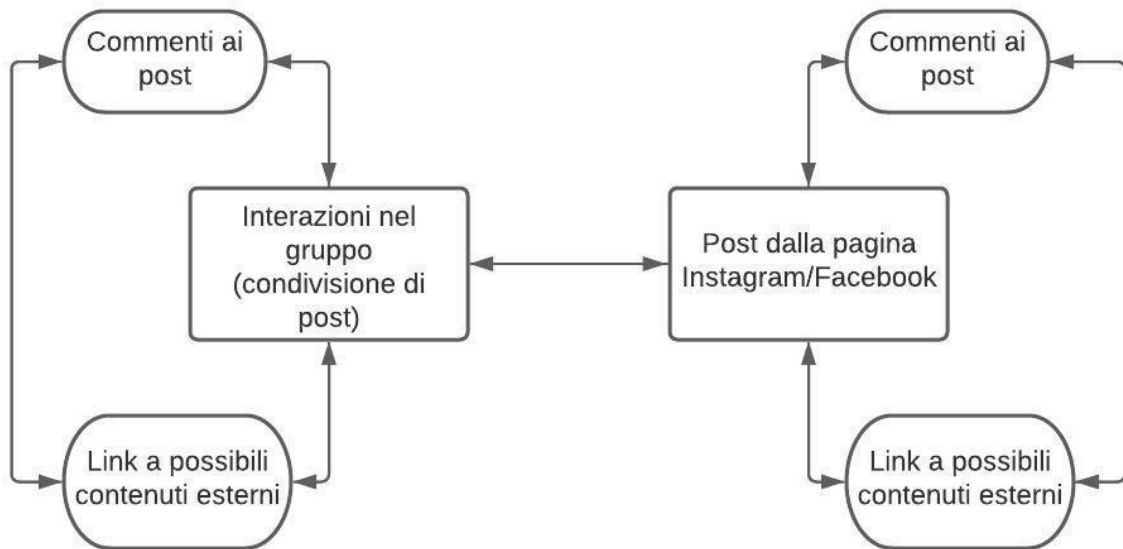 Commenti ai
post
Commenti ai
post
Interazioni nel
gruppo
(condivisione di
post)
Post dalla pagina
Instagram/Facebook
Link a possibili
contenuti esterni
Link a possibili
contenuti esterni